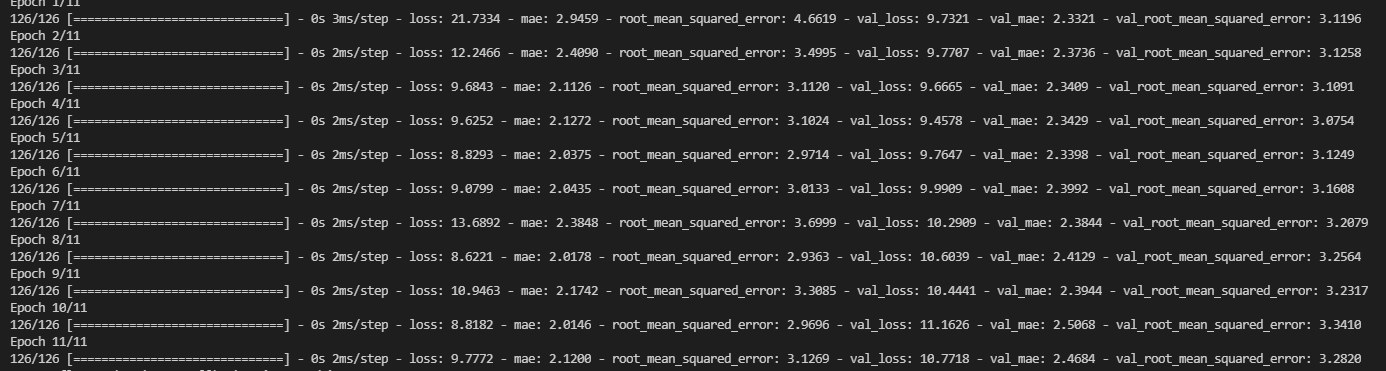 Epoch 1/11
126/126 [==============================] - 0s 3ms/step - loss: 21.7334 - mae: 2.9459 - root_mean_squared_error: 4.6619 - val_loss: 9.7321 - val_mae: 2.3321 - val_root_mean_squared_error: 3.1196
Epoch 2/11
126/126 [==============================] - 0s 2ms/step - loss: 12.2466 - mae: 2.4090 - root_mean_squared_error: 3.4995 - val_loss: 9.7707 - val_mae: 2.3736 - val_root_mean_squared_error: 3.1258
Epoch 3/11
126/126 [==============================] - 0s 2ms/step - loss: 9.6843 - mae: 2.1126 - root_mean_squared_error: 3.1120 - val_loss: 9.6665 - val_mae: 2.3409 - val_root_mean_squared_error: 3.1091
Epoch 4/11
126/126 [==============================] - 0s 2ms/step - loss: 9.6252 - mae: 2.1272 - root_mean_squared_error: 3.1024 - val_loss: 9.4578 - val_mae: 2.3429 - val_root_mean_squared_error: 3.0754
Epoch 5/11
126/126 [==============================] - 0s 2ms/step - loss: 8.8293 - mae: 2.0375 - root_mean_squared_error: 2.9714 - val_loss: 9.7647 - val_mae: 2.3398 - val_root_mean_squared_error: 3.1249
Epoch 6/11
126/126 [==============================] - 0s 2ms/step - loss: 9.0799 - mae: 2.0435 - root_mean_squared_error: 3.0133 - val_loss: 9.9909 - val_mae: 2.3992 - val_root_mean_squared_error: 3.1608
Epoch 7/11
126/126 [==============================] - 0s 2ms/step - loss: 13.6892 - mae: 2.3848 - root_mean_squared_error: 3.6999 - val_loss: 10.2909 - val_mae: 2.3844 - val_root_mean_squared_error: 3.2079
Epoch 8/11
126/126 [==============================] - 0s 2ms/step - loss: 8.6221 - mae: 2.0178 - root_mean_squared_error: 2.9363 - val_loss: 10.6039 - val_mae: 2.4129 - val_root_mean_squared_error: 3.2564
Epoch 9/11
126/126 [==============================] - 0s 2ms/step - loss: 10.9463 - mae: 2.1742 - root_mean_squared_error: 3.3085 - val_loss: 10.4441 - val_mae: 2.3944 - val_root_mean_squared_error: 3.2317
Epoch 10/11
126/126 [==============================] - 0s 2ms/step - loss: 8.8182 - mae: 2.0146 - root_mean_squared_error: 2.9696 - val_loss: 11.1626 - val_mae: 2.5068 - val_root_mean_squared_error: 3.3410
Epoch 11/11
126/126 [==============================] - 0s 2ms/step - loss: 9.7772 - mae: 2.1200 - root_mean_squared_error: 3.1269 - val_loss: 10.7718 - val_mae: 2.4684 - val_root_mean_squared_error: 3.2820